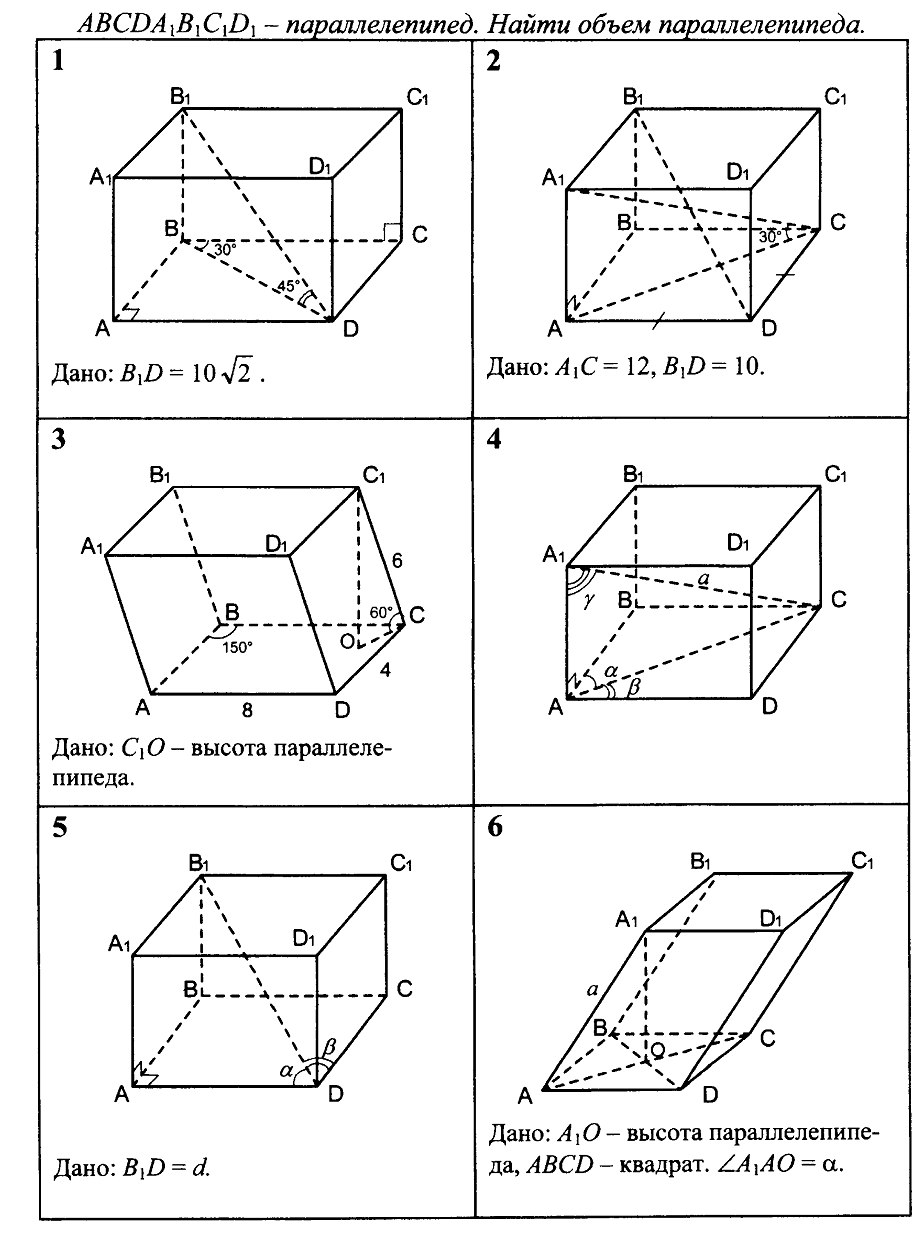 ABCDA₁B₁C₁D₁ – параллелепипед. Найти объем параллелепипеда.
1
B₁ C₁
A₁ D₁
B 30° C
45°
A D
Дано: B₁D = 10√2 .
2
B₁ C₁
A₁ D₁
B 30° C
A D
Дано: A₁C = 12, B₁D = 10.
3
B₁ C₁
A₁ D₁
6
B 60° C
150° O
4
A 8 D
Дано: C₁O – высота параллеле-
пипеда.
4
B₁ C₁
A₁ D₁
a
γ
B C
α
β
A D
5
B₁ C₁
A₁ D₁
B C
α β
A D
Дано: B₁D = d.
6
B₁ C₁
A₁ D₁
a
B C
O
A D
Дано: A₁O – высота параллелепипе-
да, ABCD – квадрат. ∠A₁AO = α.